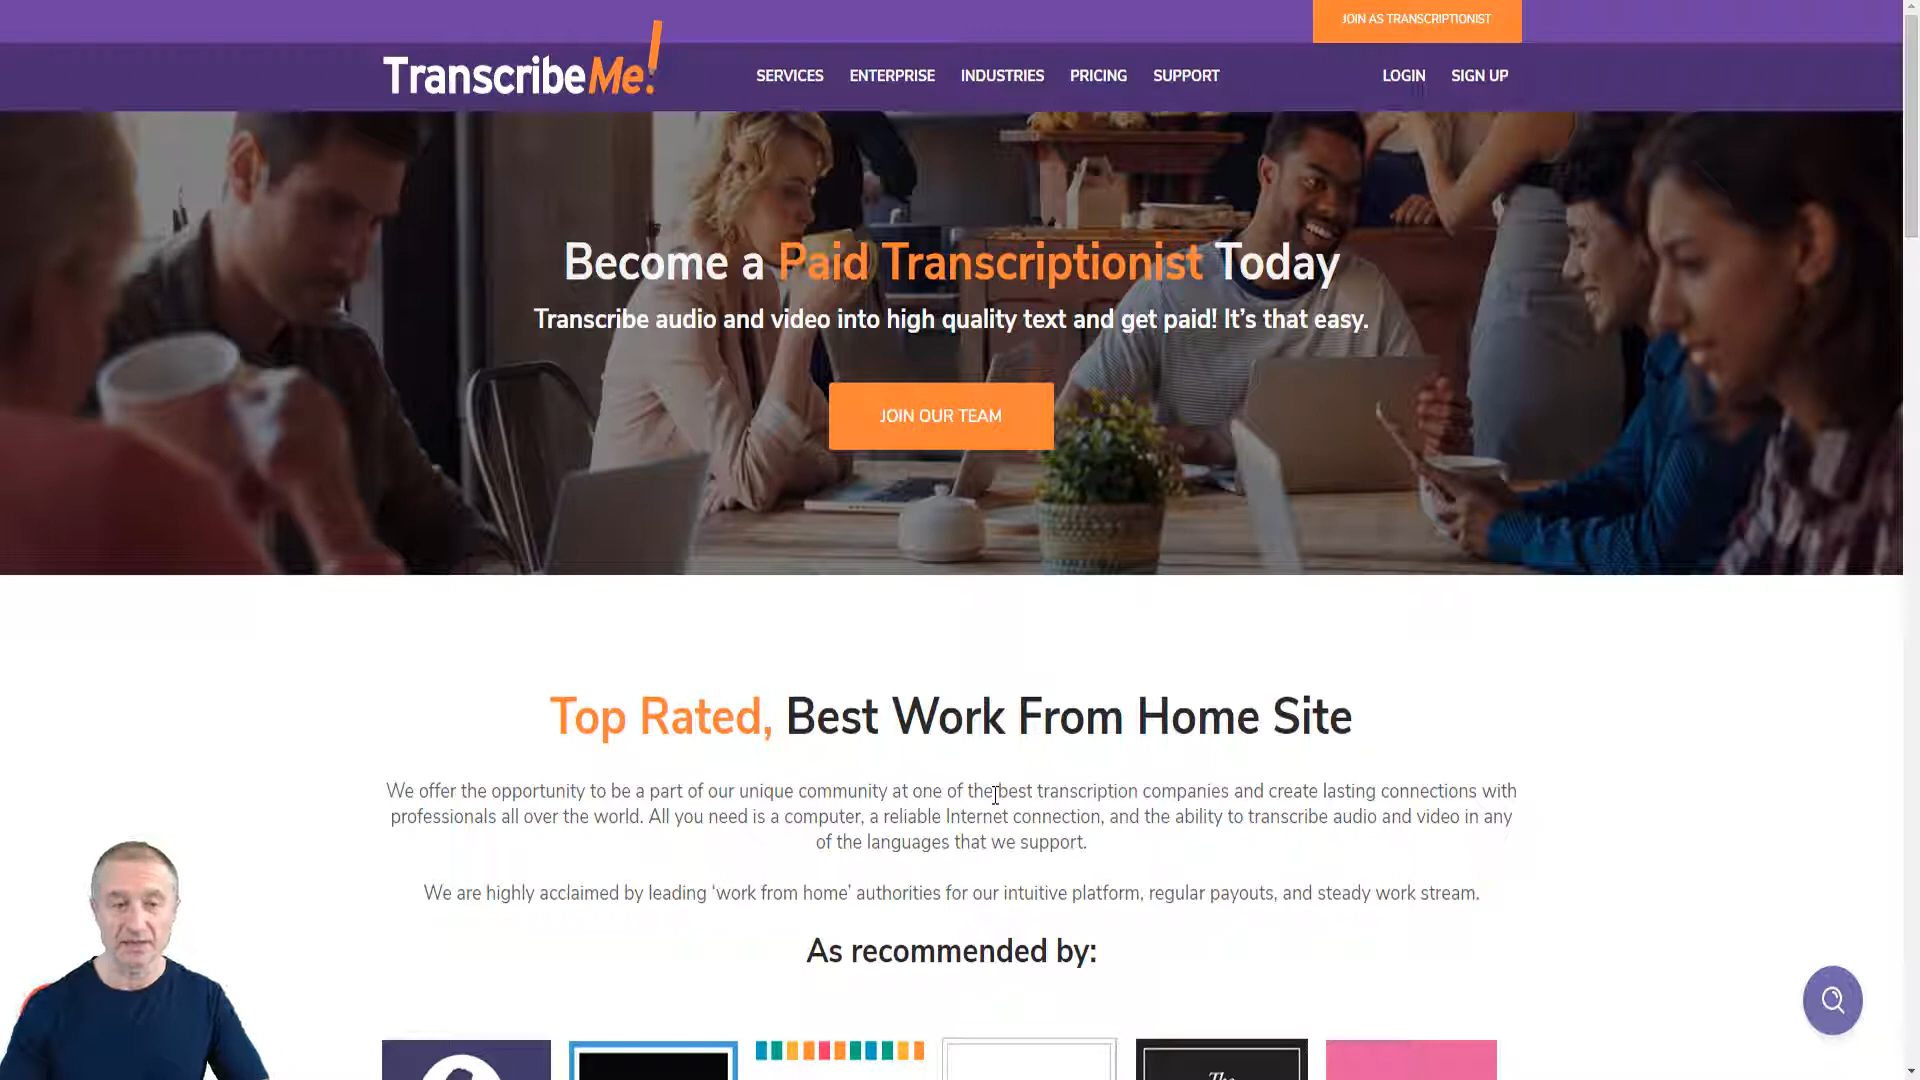 JOIN AS TRANSCRIPTIONIST
TranscribeMe!
SERVICES ENTERPRISE INDUSTRIES PRICING SUPPORT LOGIN SIGN UP
Become a Paid Transcriptionist Today
Transcribe audio and video into high quality text and get paid! It's that easy.
JOIN OUR TEAM
Top Rated, Best Work From Home Site
We offer the opportunity to be a part of our unique community at one of the best transcription companies and create lasting connections with
professionals all over the world. All you need is a computer, a reliable Internet connection, and the ability to transcribe audio and video in any
of the languages that we support.
We are highly acclaimed by leading ‘work from home’ authorities for our intuitive platform, regular payouts, and steady work stream.
As recommended by:
The